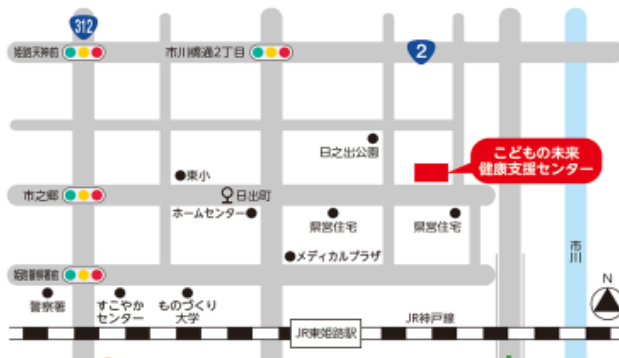 312
姫路天神前
市川橋通2丁目
2
日之出公園
こどもの未来
健康支援センター
東小
市之郷
日出町
ホームセンター
県営住宅
県営住宅
メディカルプラザ
市川
姫路警察署前
警察署
すこやか
センター
ものづくり
大学
N
JR神戸線
JR東姫路駅